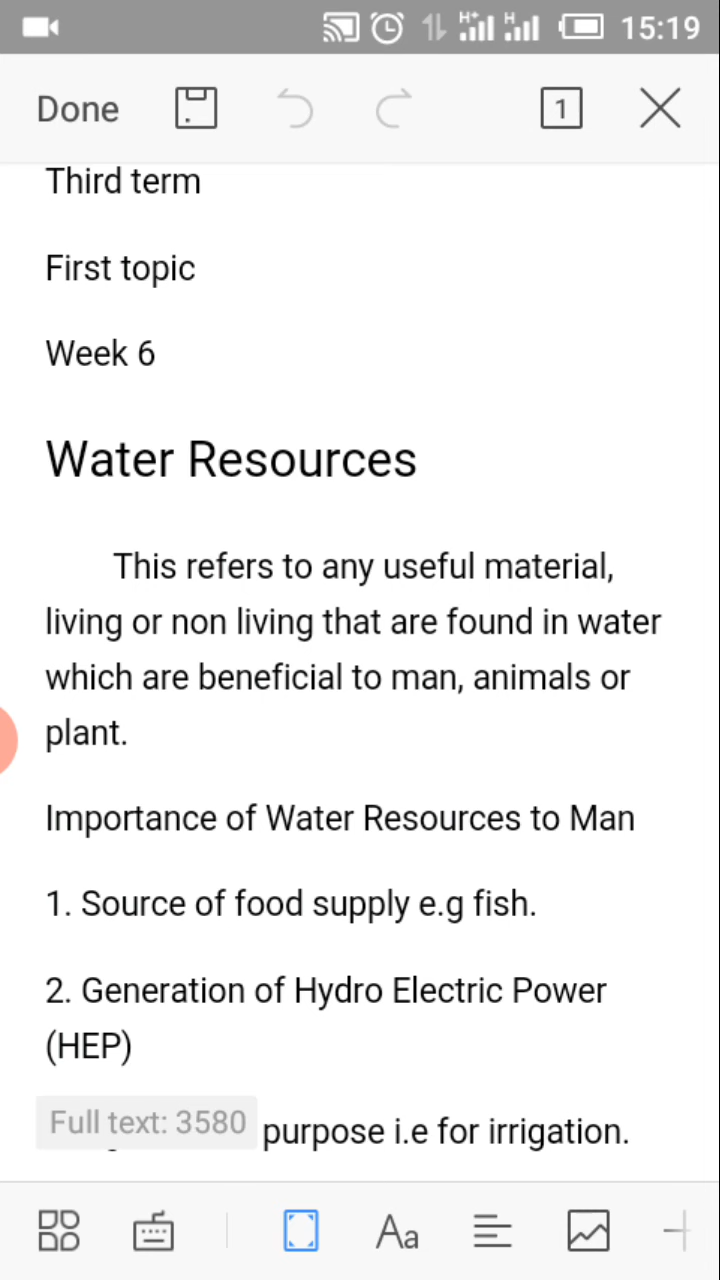 H+ H 15:19
Done 1
Third term
First topic
Week 6
Water Resources
This refers to any useful material,
living or non living that are found in water
which are beneficial to man, animals or
plant.
Importance of Water Resources to Man
1. Source of food supply e.g fish.
2. Generation of Hydro Electric Power
(HEP)
Full text: 3580 purpose i.e for irrigation.
Aa